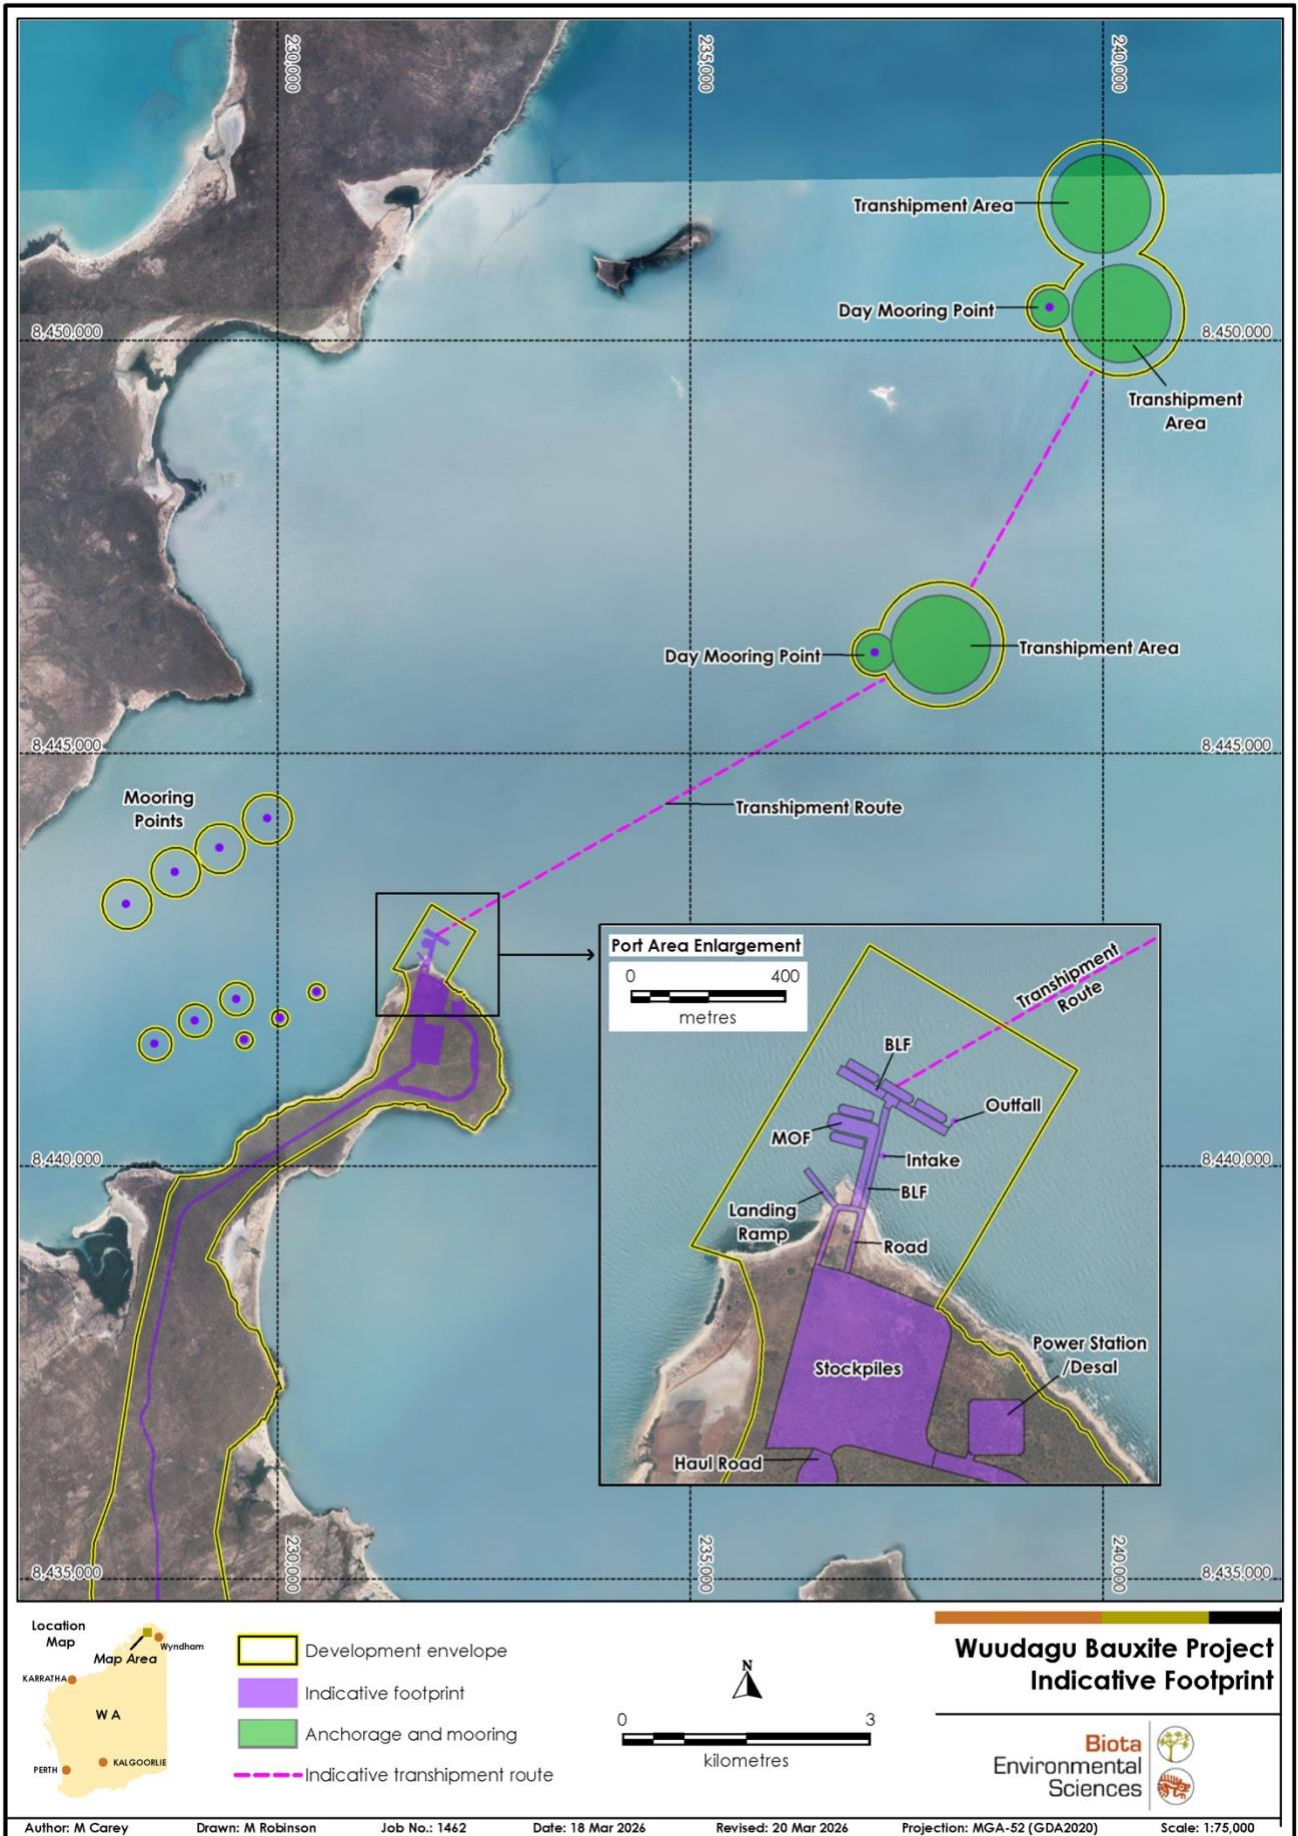 230,000
235,000
240,000
Transhipment Area
Day Mooring Point
8,450,000
8,450,000
Transhipment
Area
Day Mooring Point
Transhipment Area
8,445,000
8,445,000
Mooring
Points
Transhipment Route
Port Area Enlargement
0 400
metres
Transhipment
Route
BLF
Outfall
MOF
Intake
BLF
Landing
Ramp
Road
8,440,000
8,440,000
Power Station
/Desal
Stockpiles
Haul Road
230,000
235,000
240,000
8,435,000
8,435,000
Location
Map
Map Area
Wyndham
KARRATHA
WA
KALGOORLIE
PERTH
Development envelope
Indicative footprint
Anchorage and mooring
Indicative transhipment route
N
0 3
kilometres
Wuudagu Bauxite Project
Indicative Footprint
Biota
Environmental
Sciences
Author: M Carey Drawn: M Robinson Job No.: 1462 Date: 18 Mar 2026 Revised: 20 Mar 2026 Projection: MGA-52 (GDA2020) Scale: 1:75,000